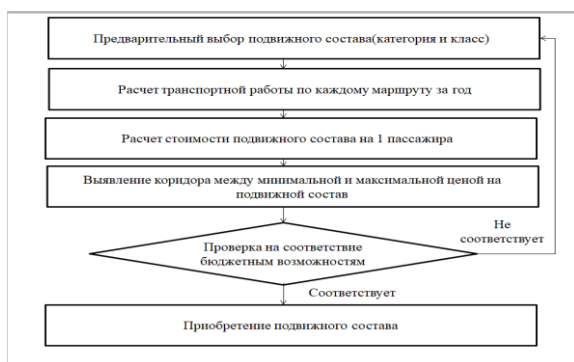 Предварительный выбор подвижного состава(категория и класс)
Расчет транспортной работы по каждому маршруту за год
Расчет стоимости подвижного состава на 1 пассажира
Выявление коридора между минимальной и максимальной ценой на
подвижной состав
Не
соответствует
Проверка на соответствие
бюджетным возможностям
Соответствует
Приобретение подвижного состава